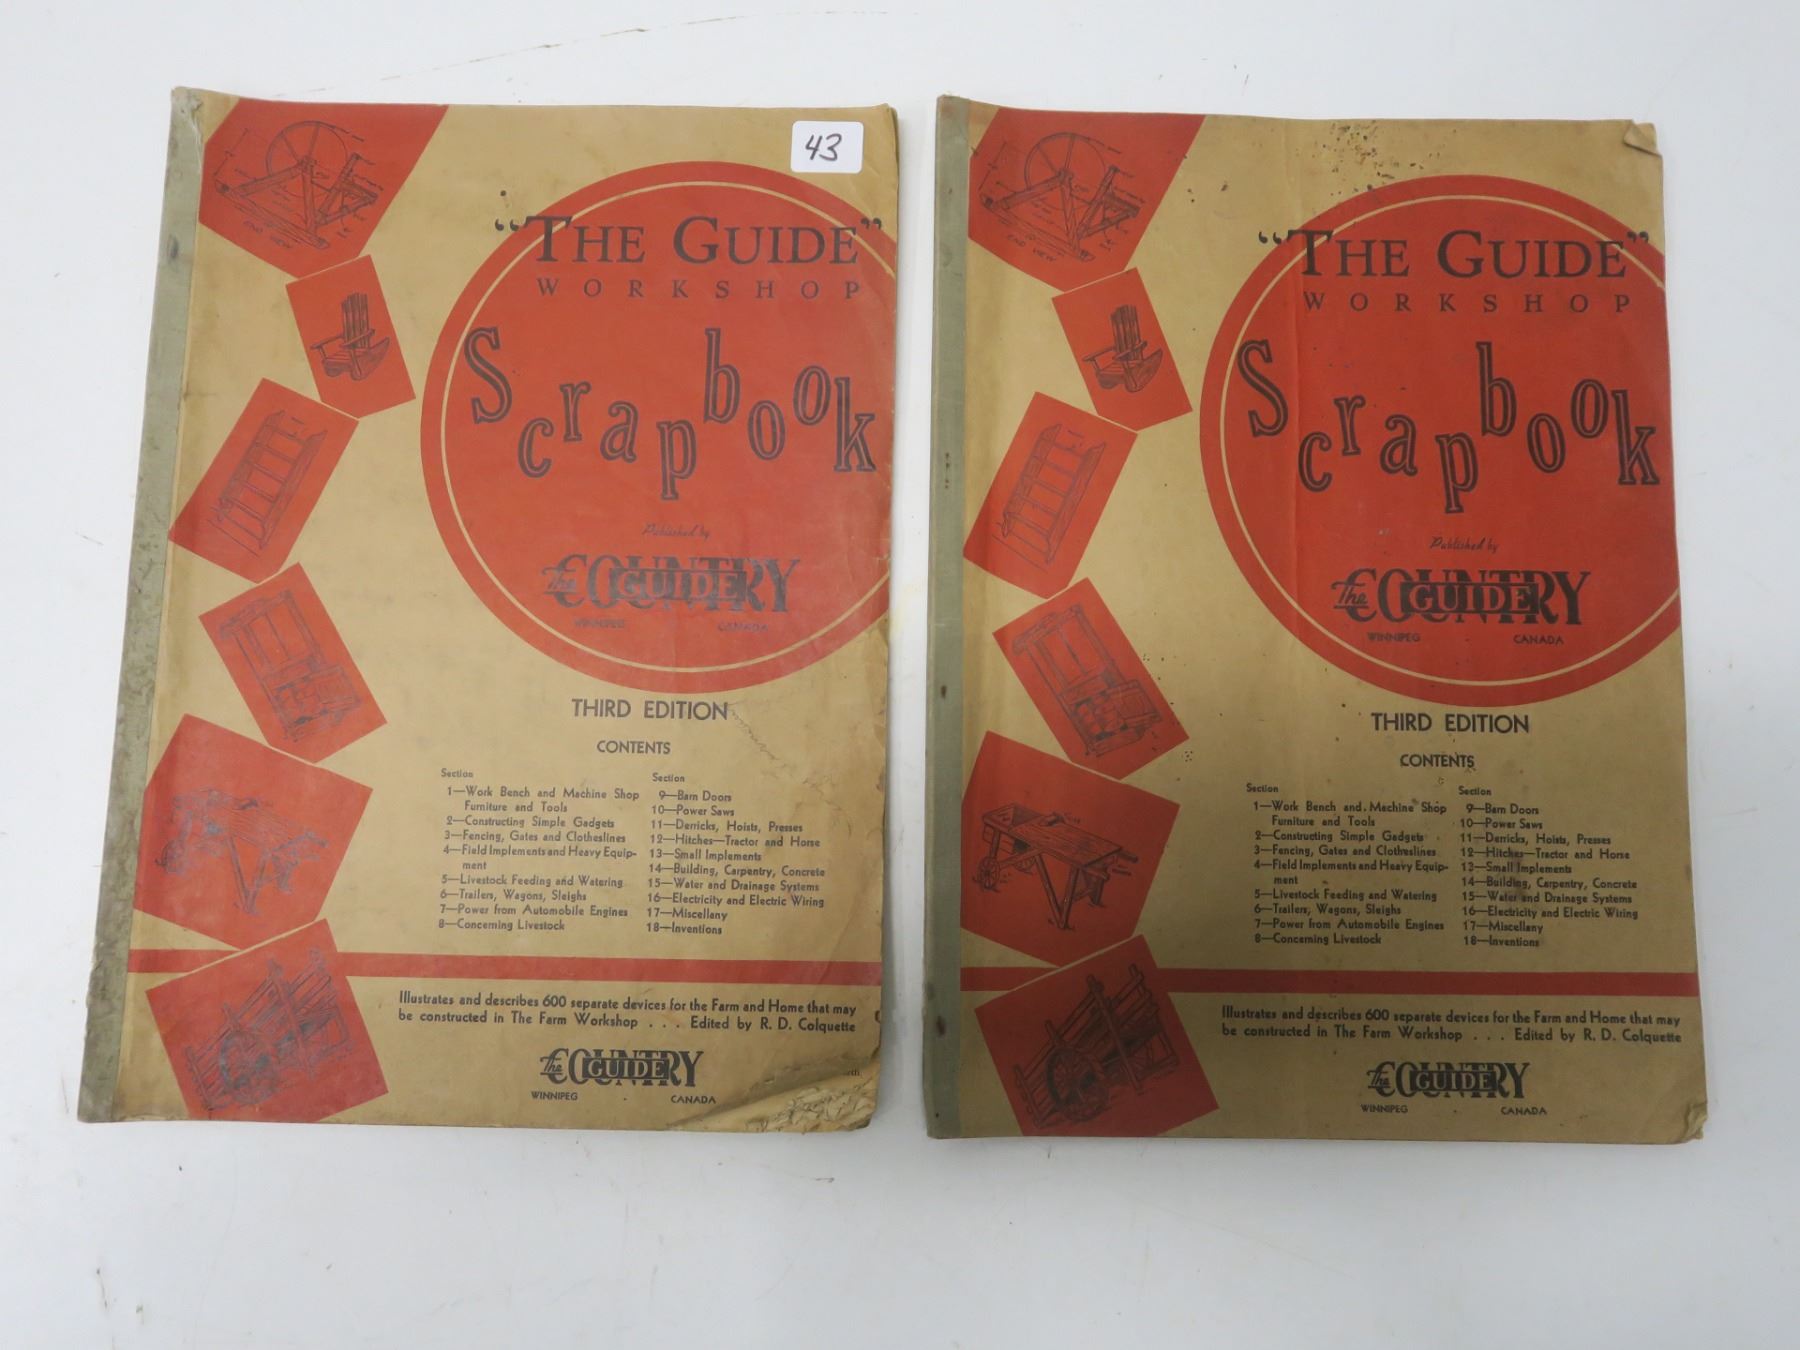 43
END VIEW
"THE GUIDE"
WORKSHOP
Scrapbook
Published by
The COUNTRY GUIDE
WINNIPEG CANADA
THIRD EDITION
CONTENTS
Section
1—Work Bench and Machine Shop
Furniture and Tools
2—Constructing Simple Gadgets
3—Fencing, Gates and Clotheslines
4—Field Implements and Heavy Equip-
ment
5—Livestock Feeding and Watering
6—Trailers, Wagons, Sleighs
7—Power from Automobile Engines
8—Concerning Livestock
Section
9—Barn Doors
10—Power Saws
11—Derricks, Hoists, Presses
12—Hitches—Tractor and Horse
13—Small Implements
14—Building, Carpentry, Concrete
15—Water and Drainage Systems
16—Electricity and Electric Wiring
17—Miscellany
18—Inventions
Illustrates and describes 600 separate devices for the Farm and Home that may
be constructed in The Farm Workshop . . . Edited by R. D. Colquette
The COUNTRY GUIDE
WINNIPEG . CANADA
END VIEW
"THE GUIDE"
WORKSHOP
Scrapbook
Published by
The COUNTRY GUIDE
WINNIPEG . CANADA
THIRD EDITION
CONTENTS
Section
1—Work Bench and Machine Shop
Furniture and Tools
2—Constructing Simple Gadgets
3—Fencing, Gates and Clotheslines
4—Field Implements and Heavy Equip-
ment
5—Livestock Feeding and Watering
6—Trailers, Wagons, Sleighs
7—Power from Automobile Engines
8—Concerning Livestock
Section
9—Barn Doors
10—Power Saws
11—Derricks, Hoists, Presses
12—Hitches—Tractor and Horse
13—Small Implements
14—Building, Carpentry, Concrete
15—Water and Drainage Systems
16—Electricity and Electric Wiring
17—Miscellany
18—Inventions
Illustrates and describes 600 separate devices for the Farm and Home that may
be constructed in The Farm Workshop . . . Edited by R. D. Colquette
The COUNTRY GUIDE
WINNIPEG . CANADA